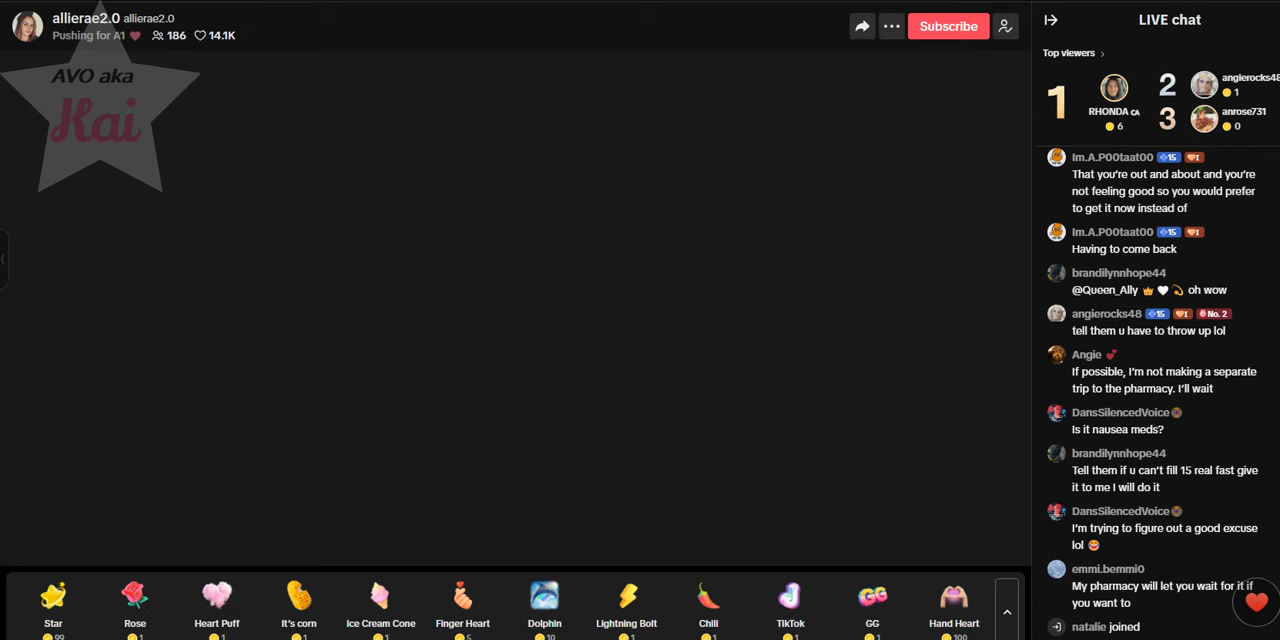 allierae2.0 allierae2.0
Pushing for A1 186 14.1K
Subscribe
AVO aka
Kai
LIVE chat
Top viewers
1
RHONDA CA
6
2
angierocks48
1
3
anrose731
0
Im.A.P00taat00 15 I
That you're out and about and you're
not feeling good so you would prefer
to get it now instead of
Im.A.P00taat00 15 I
Having to come back
brandilynnhope44
@Queen_Ally 👑 🤍 💫 oh wow
angierocks48 15 I No. 2
tell them u have to throw up lol
Angie 💕
If possible, I'm not making a separate
trip to the pharmacy. I'll wait
DansSilencedVoice
Is it nausea meds?
brandilynnhope44
Tell them if u can't fill 15 real fast give
it to me I will do it
DansSilencedVoice
I'm trying to figure out a good excuse
lol 😂
emmi.bemmi0
My pharmacy will let you wait for it if
you want to
natalie joined
Star Rose Heart Puff It's corn Ice Cream Cone Finger Heart Dolphin Lightning Bolt Chili TikTok GG Hand Heart
99 1 1 1 1 5 10 1 1 1 1 100